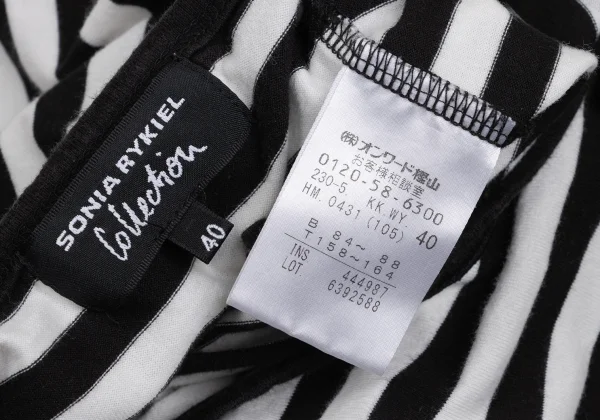 SONIA RYKIEL
Collection
40
㈱オンワード樫山
お客様相談室
0120-58-6300
230-5 KK.WY.
HM. 0431 (105) 40
B 84～ 88
T158～164
INS 444987
LOT 6392588